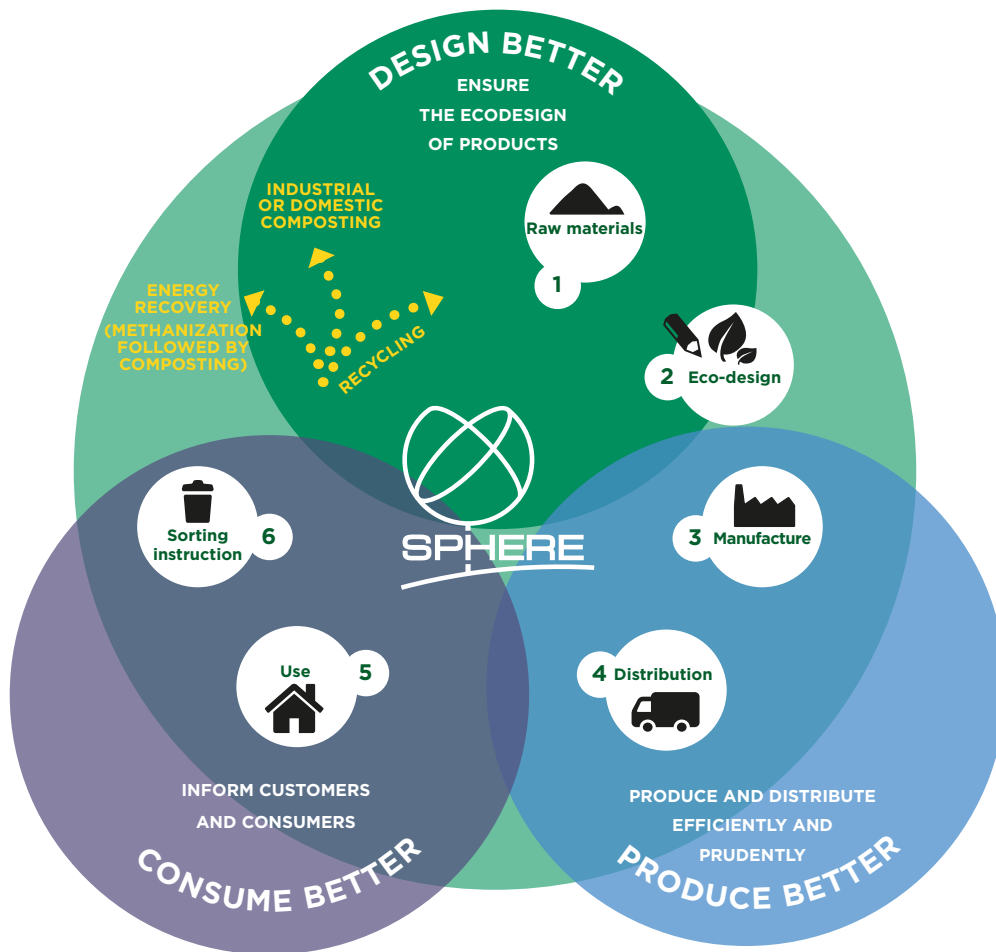 DESIGN BETTER
ENSURE
THE ECODESIGN
OF PRODUCTS
Raw materials
1
INDUSTRIAL
OR DOMESTIC
COMPOSTING
ENERGY
RECOVERY
(METHANIZATION
FOLLOWED BY
COMPOSTING)
RECYCLING
2 Eco-design
SPHERE
Sorting
instruction
6
3 Manufacture
Use
5
4 Distribution
INFORM CUSTOMERS
AND CONSUMERS
CONSUME BETTER
PRODUCE AND DISTRIBUTE
EFFICIENTLY AND
PRUDENTLY
PRODUCE BETTER